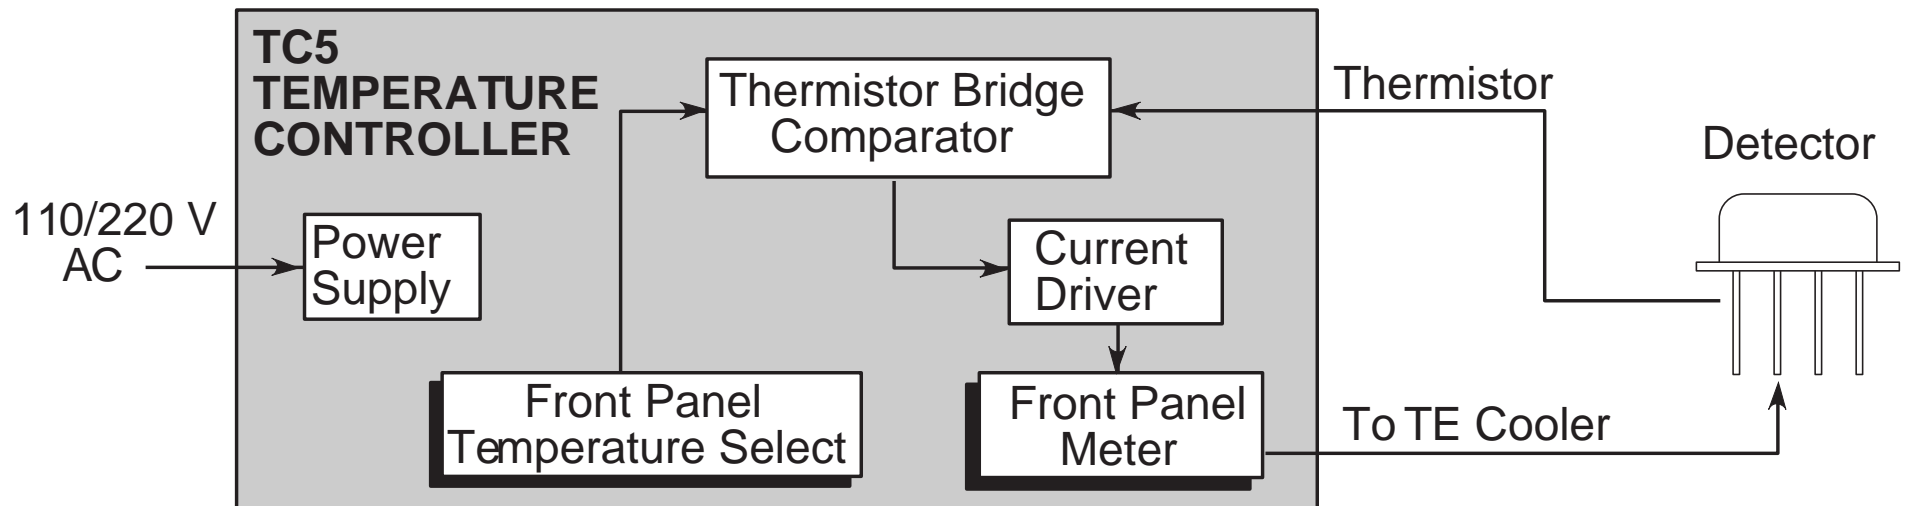 TC5
TEMPERATURE
CONTROLLER
Thermistor Bridge
Comparator
Thermistor
Detector
110/220 V
AC
Power
Supply
Current
Driver
Front Panel
Temperature Select
Front Panel
Meter
To TE Cooler